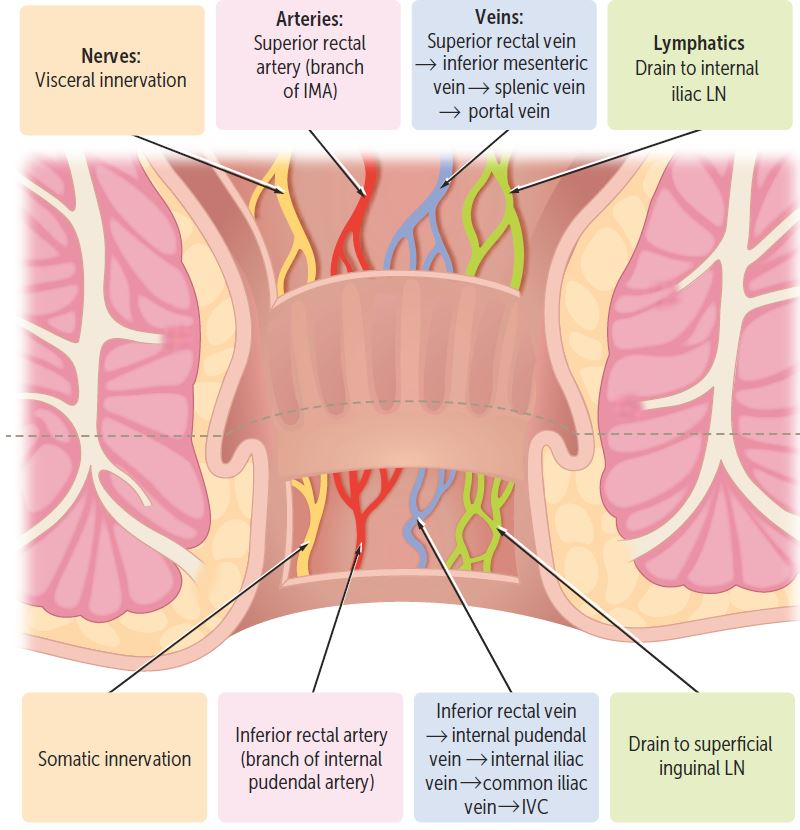 Nerves:
Visceral innervation
Arteries:
Superior rectal
artery (branch
of IMA)
Veins:
Superior rectal vein
→ inferior mesenteric
vein → splenic vein
→ portal vein
Lymphatics
Drain to internal
iliac LN
Somatic innervation
Inferior rectal artery
(branch of internal
pudendal artery)
Inferior rectal vein
→ internal pudendal
vein → internal iliac
vein → common iliac
vein → IVC
Drain to superficial
inguinal LN